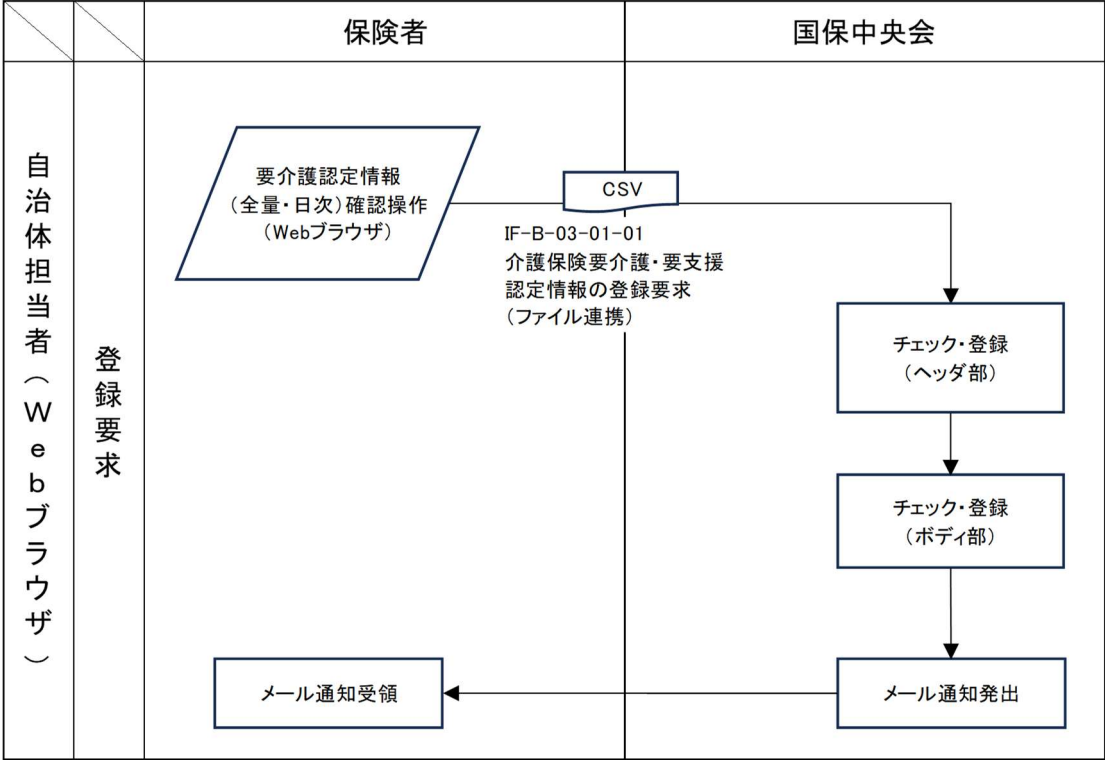 保険者
国保中央会
自治体担当者（Webブラウザ）
登録要求
要介護認定情報
（全量・日次）確認操作
（Webブラウザ）
CSV
IF-B-03-01-01
介護保険要介護・要支援
認定情報の登録要求
（ファイル連携）
チェック・登録
（ヘッダ部）
チェック・登録
（ボディ部）
メール通知受領
メール通知発出